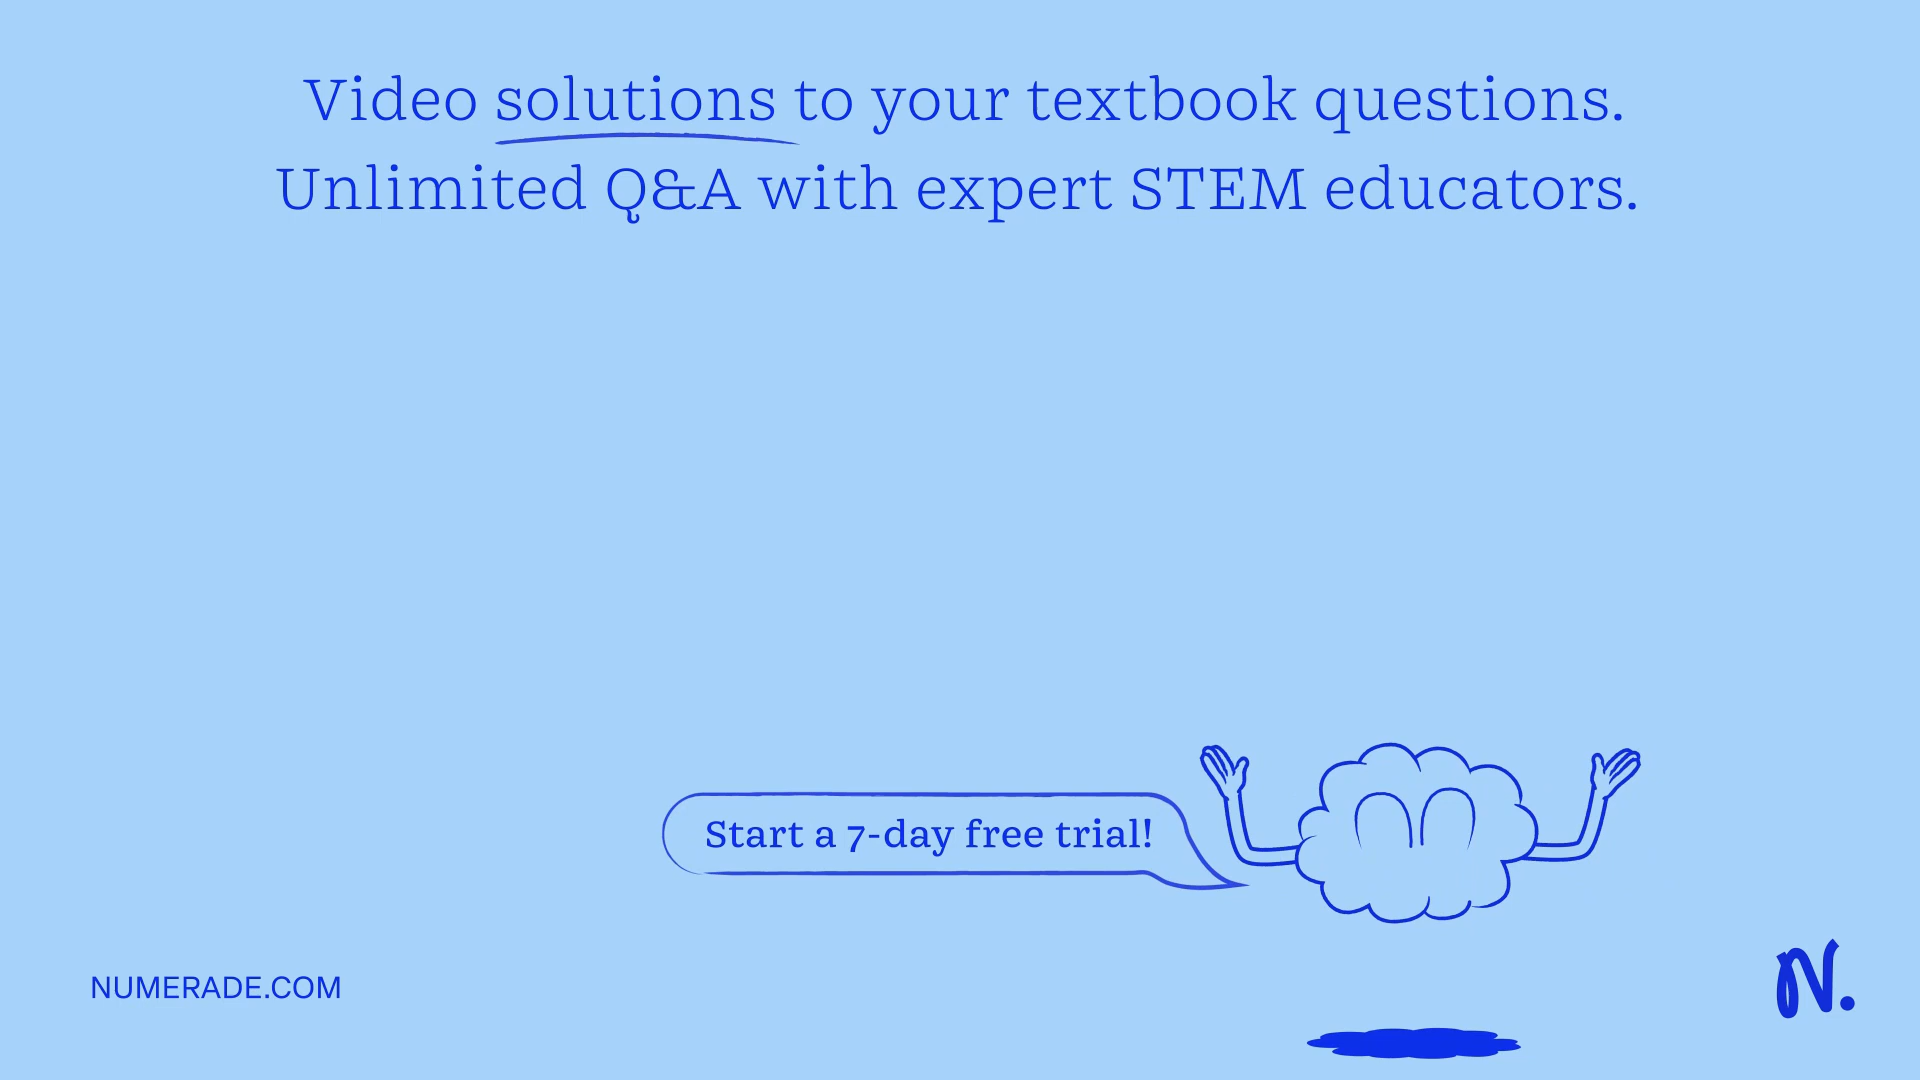 Video solutions to your textbook questions.
Unlimited Q&A with expert STEM educators.
Start a 7-day free trial!
NUMERADE.COM
N.